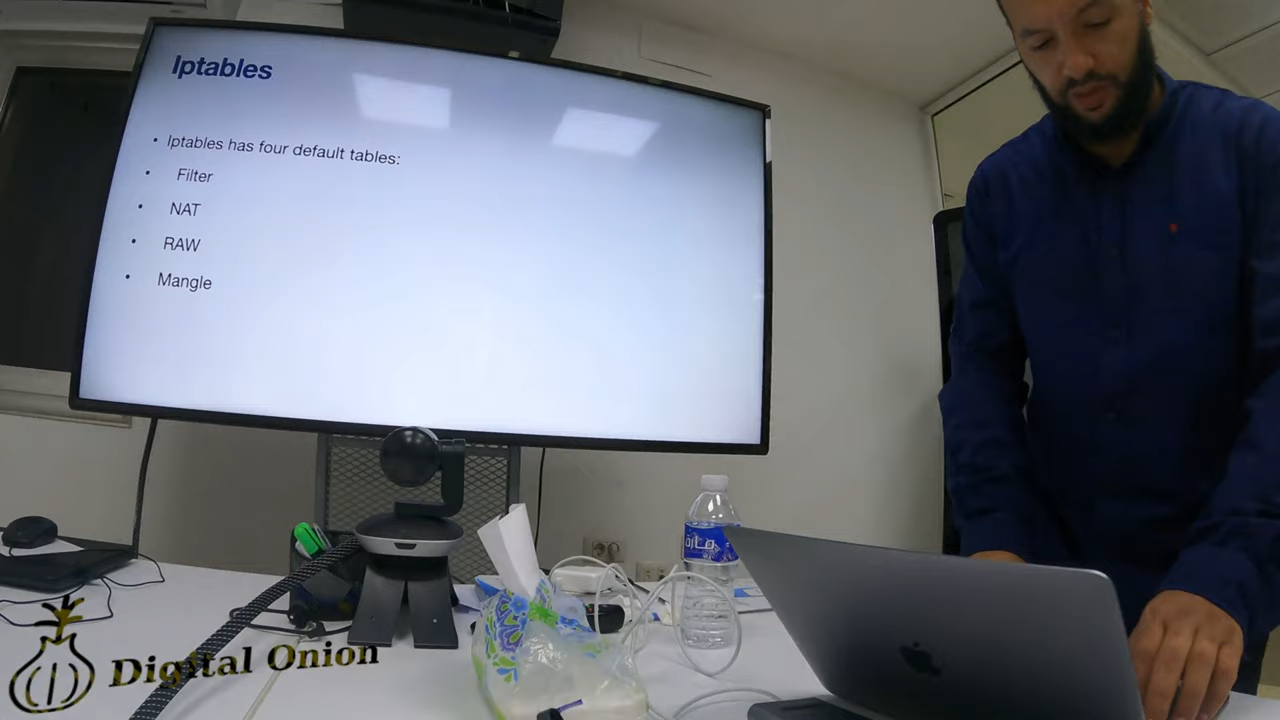 Iptables
• Iptables has four default tables:
• Filter
• NAT
• RAW
• Mangle
Digital Onion